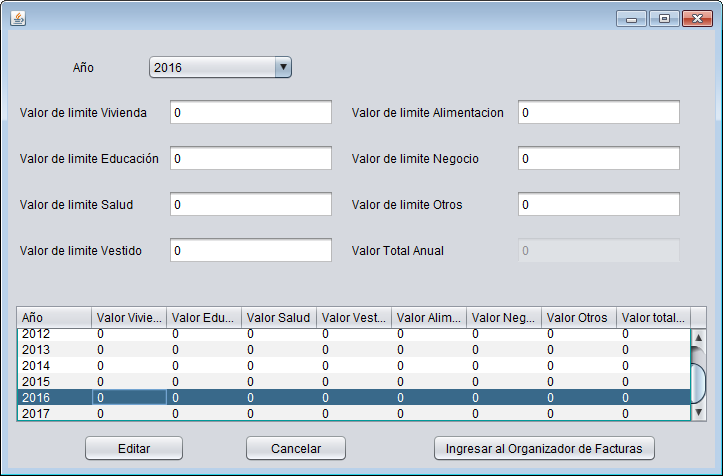 Año 2016
Valor de limite Vivienda 0 Valor de limite Alimentacion 0
Valor de limite Educación 0 Valor de limite Negocio 0
Valor de limite Salud 0 Valor de limite Otros 0
Valor de limite Vestido 0 Valor Total Anual 0
Año Valor Vivie... Valor Edu... Valor Salud Valor Vest... Valor Alim... Valor Neg... Valor Otros Valor total...
2012 0 0 0 0 0 0 0 0
2013 0 0 0 0 0 0 0 0
2014 0 0 0 0 0 0 0 0
2015 0 0 0 0 0 0 0 0
2016 0 0 0 0 0 0 0 0
2017 0 0 0 0 0 0 0 0
Editar Cancelar Ingresar al Organizador de Facturas